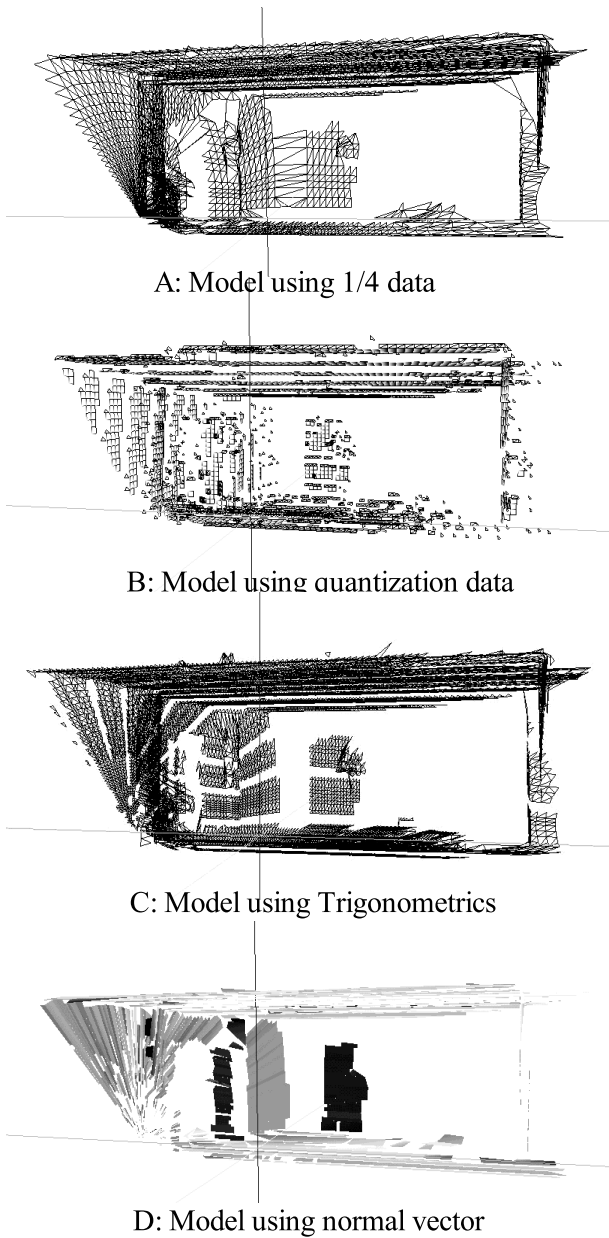 A: Model using 1/4 data
B: Model using quantization data
C: Model using Trigonometrics
D: Model using normal vector